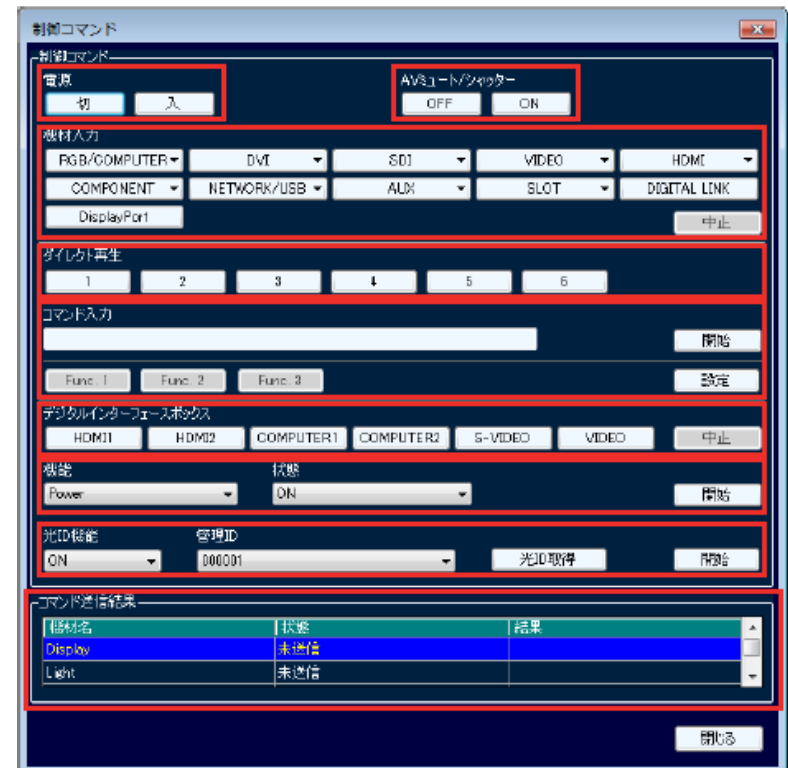 制御コマンド
制御コマンド
電源 AVミュート/シャッター
切 入 OFF ON
機材入力
RGB/COMPUTER DVI SDI VIDEO HDMI
COMPONENT NETWORK/USB AUX SLOT DIGITAL LINK
DisplayPort 中止
ダイレクト再生
1 2 3 4 5 6
コマンド入力
開始
Func. 1 Func. 2 Func. 3 設定
デジタルインターフェースボックス
HDMI1 HDMI2 COMPUTER1 COMPUTER2 S-VIDEO VIDEO 中止
機能 状態
Power ON 開始
光ID機能 管理ID
ON 000001 光ID取得 開始
コマンド送信結果
機材名 状態 結果
Display 未送信
Light 未送信
閉じる